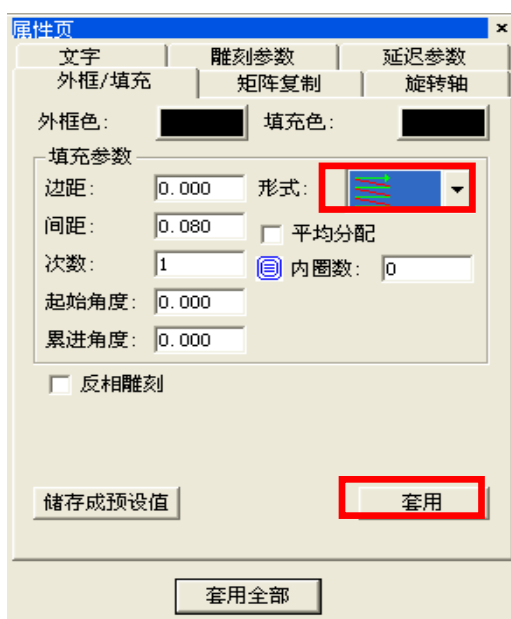 属性页
文字 雕刻参数 延迟参数
外框/填充 矩阵复制 旋转轴
外框色: 填充色:
填充参数
边距: 0.000 形式:
间距: 0.080 平均分配
次数: 1 内圈数: 0
起始角度: 0.000
累进角度: 0.000
反相雕刻
储存成预设值 套用
套用全部